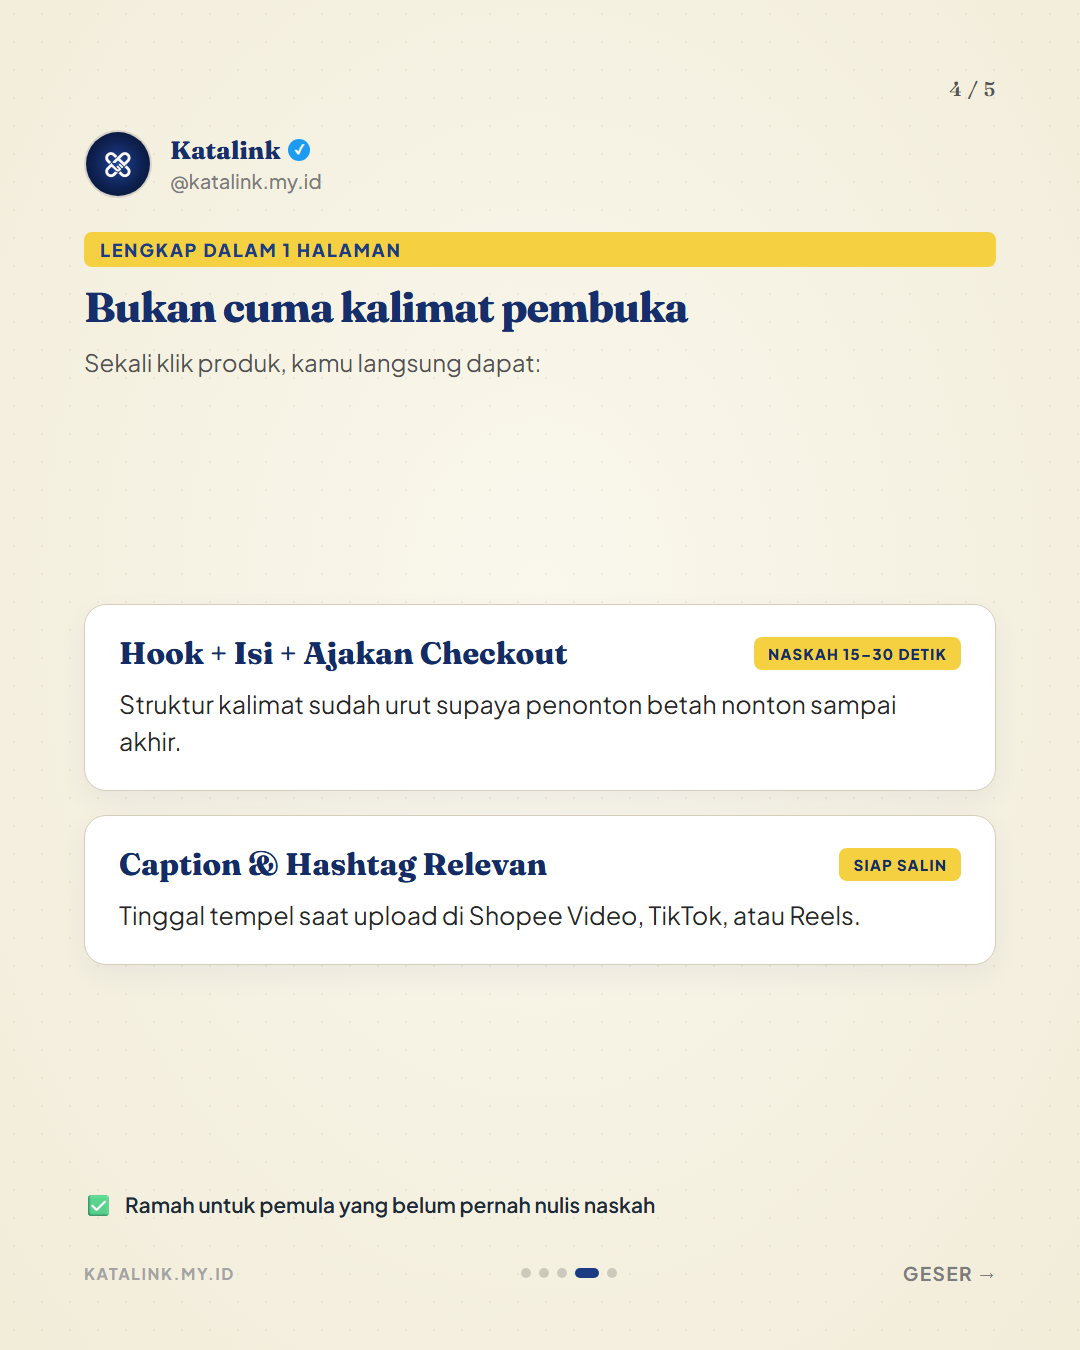 4 / 5
Katalink
@katalink.my.id
LENGKAP DALAM 1 HALAMAN
Bukan cuma kalimat pembuka
Sekali klik produk, kamu langsung dapat:
Hook + Isi + Ajakan Checkout
NASKAH 15–30 DETIK
Struktur kalimat sudah urut supaya penonton betah nonton sampai
akhir.
Caption & Hashtag Relevan
SIAP SALIN
Tinggal tempel saat upload di Shopee Video, TikTok, atau Reels.
✅ Ramah untuk pemula yang belum pernah nulis naskah
KATALINK.MY.ID
GESER →